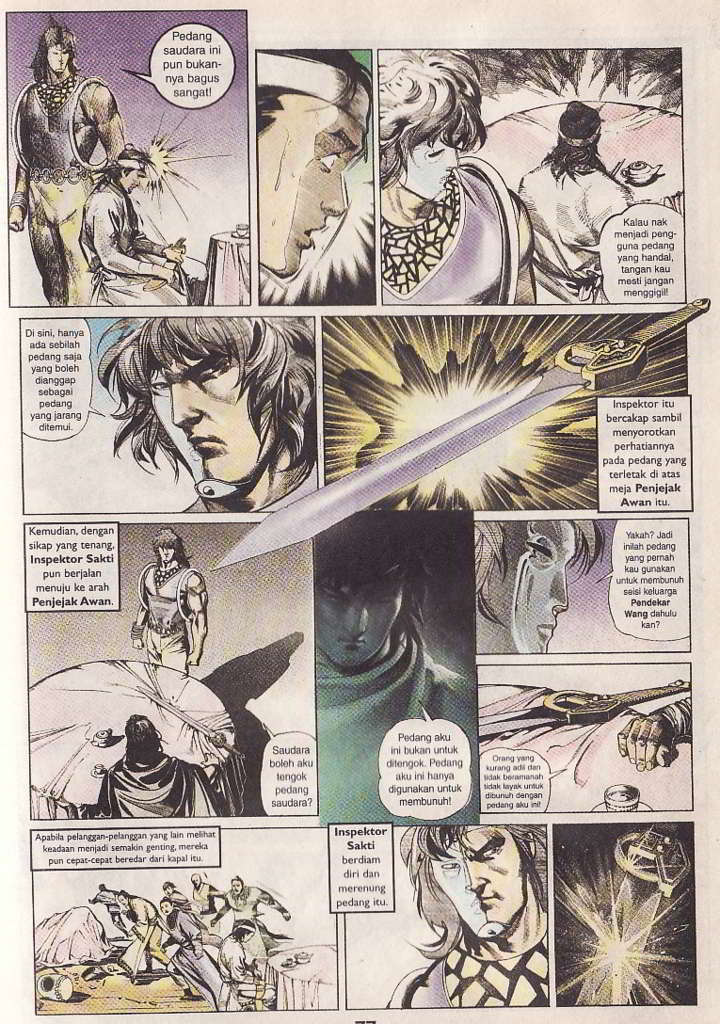 Pedang
saudara ini
pun bukan-
nya bagus
sangat!
Kalau nak
menjadi peng-
guna pedang
yang handal,
tangan kau
mesti jangan
menggigil!
Di sini, hanya
ada sebilah
pedang saja
yang boleh
dianggap
sebagai
pedang
yang jarang
ditemui.
Inspektor itu
bercakap sambil
menyorotkan
perhatiannya
pada pedang yang
terletak di atas
meja Penjejak
Awan itu.
Kemudian, dengan
sikap yang tenang,
Inspektor Sakti
pun berjalan
menuju ke arah
Penjejak Awan.
Saudara
boleh aku
tengok
pedang
saudara?
Pedang aku
ini bukan untuk
ditengok. Pedang
aku ini hanya
digunakan untuk
membunuh!
Yakah? Jadi
inilah pedang
yang pernah
kau gunakan
untuk membunuh
seisi keluarga
Pendekar
Wang dahulu
kan?
Orang yang
kurang adil dan
tidak beramanah
tidak layak untuk
dibunuh dengan
pedang aku ini!
Apabila pelanggan-pelanggan yang lain melihat
keadaan menjadi semakin genting, mereka
pun cepat-cepat beredar dari kapal itu.
Inspektor
Sakti
berdiam
diri dan
merenung
pedang itu.